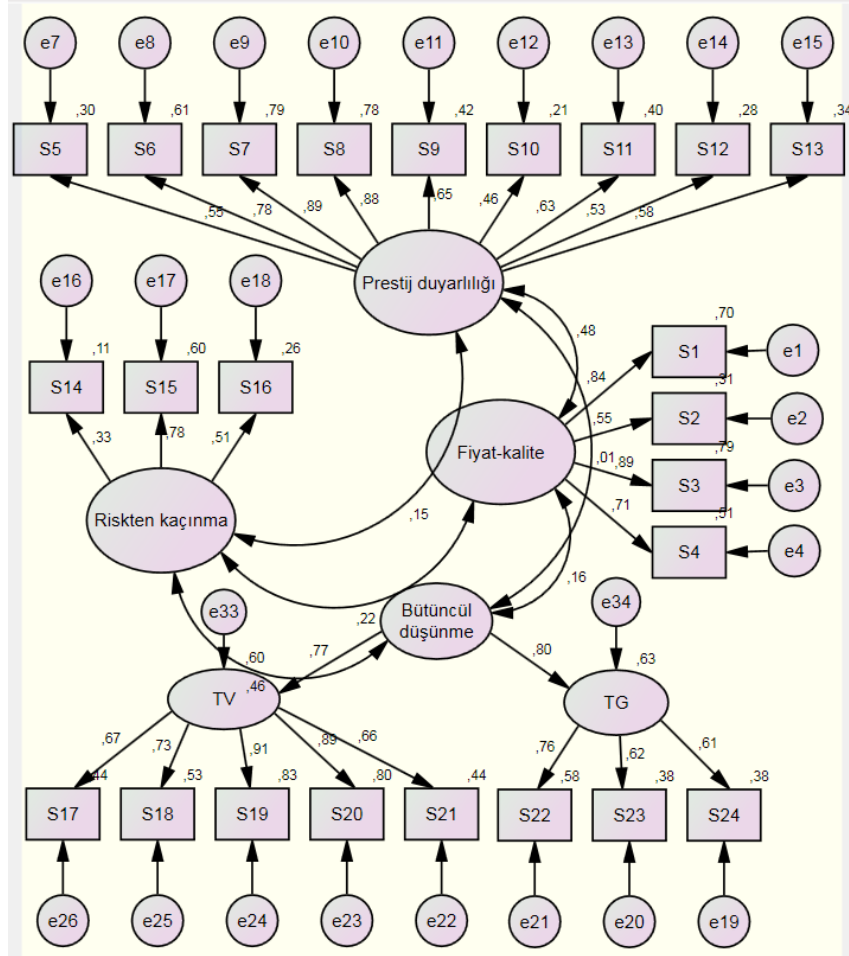 e7 e8 e9 e10 e11 e12 e13 e14 e15
,30 ,61 ,79 ,78 ,42 ,21 ,40 ,28 ,34
S5 S6 S7 S8 S9 S10 S11 S12 S13
,55 ,78 ,89 ,88 ,65 ,46 ,63 ,53 ,58
Prestij duyarlılığı
e16 e17 e18
,11 ,60 ,26
S14 S15 S16
,33 ,78 ,51
Riskten kaçınma
,48
,70
S1 e1
,84
,31
S2 e2
,55
Fiyat-kalite
,01 ,89
,79
S3 e3
,71
,51
S4 e4
,15
,16
,22
Bütüncül
düşünme
e33 e34
,77 ,80
,60 ,46 ,63
TV TG
,67 ,73 ,91 ,89 ,66 ,76 ,62 ,61
,44 ,53 ,83 ,80 ,44 ,58 ,38 ,38
S17 S18 S19 S20 S21 S22 S23 S24
e26 e25 e24 e23 e22 e21 e20 e19